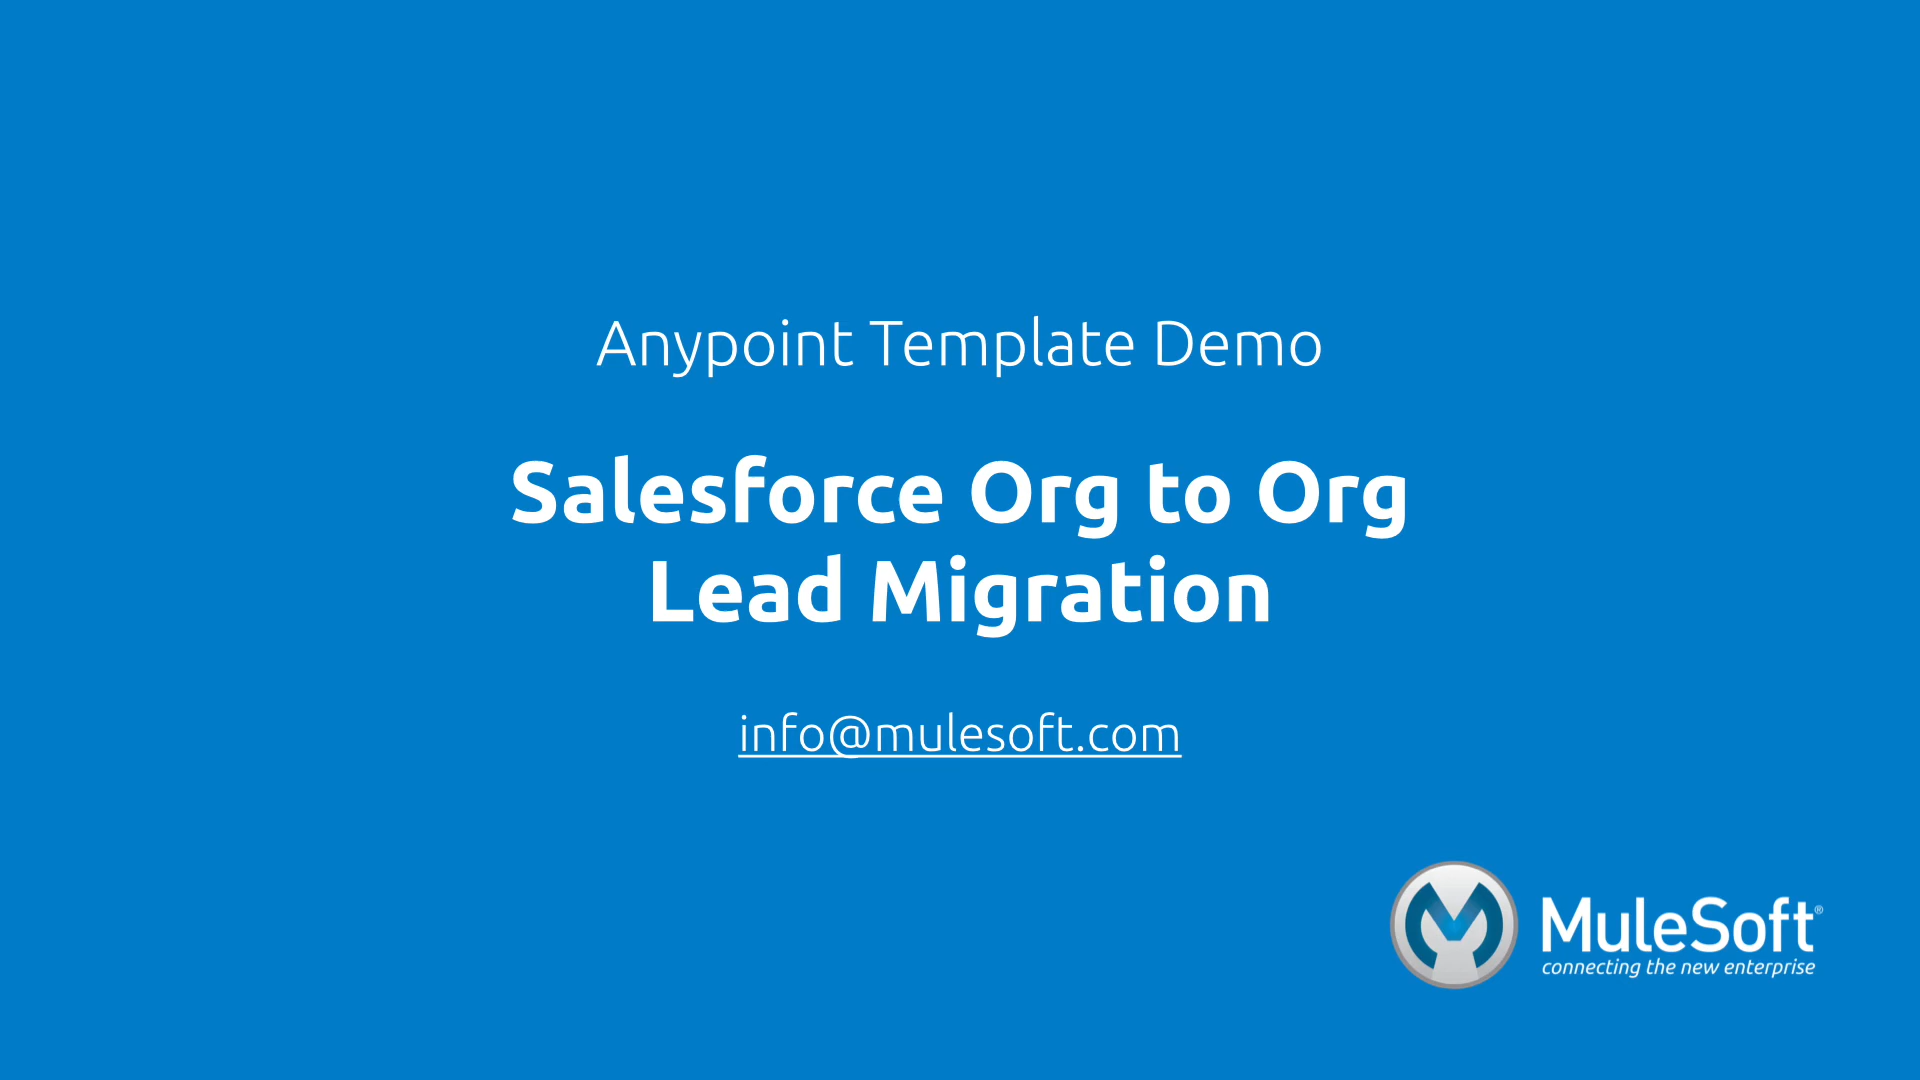 Anypoint Template Demo
Salesforce Org to Org
Lead Migration
info@mulesoft.com
MuleSoft®
connecting the new enterprise